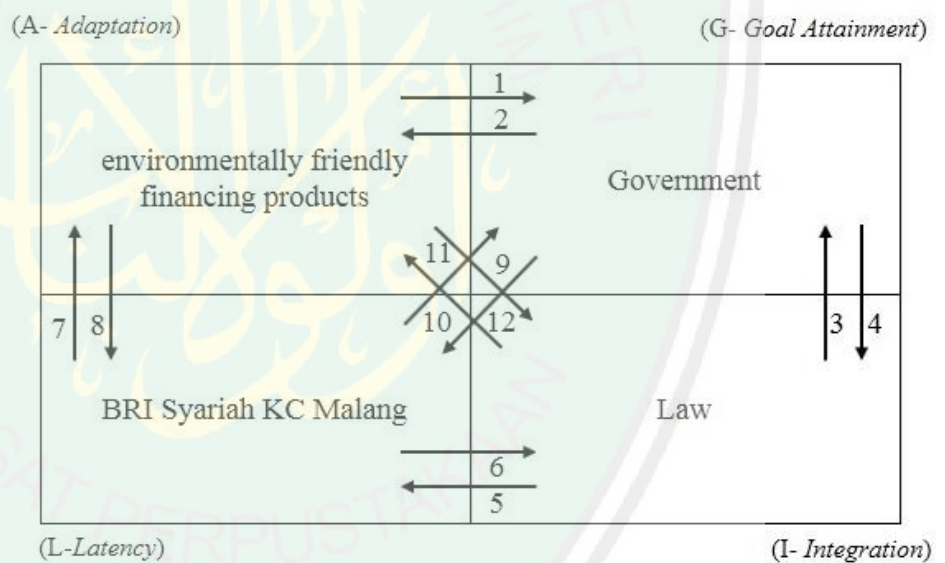 (A- Adaptation)
(G- Goal Attainment)
1
2
environmentally friendly
financing products
Government
11
9
7
8
10
12
3
4
BRI Syariah KC Malang
Law
6
5
(L-Latency)
(I- Integration)